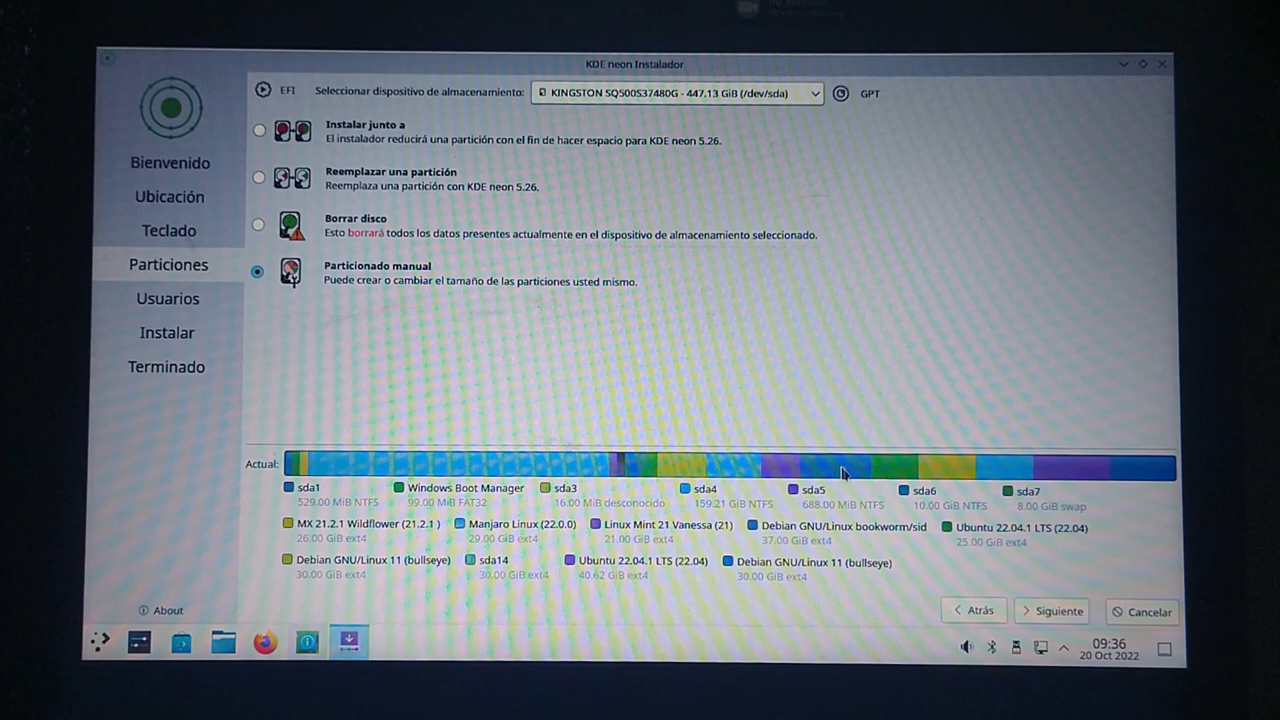 KDE neon Instalador
EFI Seleccionar dispositivo de almacenamiento: KINGSTON SQ500S37480G - 447.13 GiB (/dev/sda) GPT
Instalar junto a
El instalador reducirá una partición con el fin de hacer espacio para KDE neon 5.26.
Reemplazar una partición
Reemplaza una partición con KDE neon 5.26.
Borrar disco
Esto borrará todos los datos presentes actualmente en el dispositivo de almacenamiento seleccionado.
Particionado manual
Puede crear o cambiar el tamaño de las particiones usted mismo.
Bienvenido
Ubicación
Teclado
Particiones
Usuarios
Instalar
Terminado
Actual:
sda1 Windows Boot Manager sda3 sda4 sda5 sda6 sda7
529.00 MiB NTFS 99.00 MiB FAT32 16.00 MiB desconocido 159.21 GiB NTFS 688.00 MiB NTFS 10.00 GiB NTFS 8.00 GiB swap
MX 21.2.1 Wildflower (21.2.1 ) Manjaro Linux (22.0.0) Linux Mint 21 Vanessa (21) Debian GNU/Linux bookworm/sid Ubuntu 22.04.1 LTS (22.04)
26.00 GiB ext4 29.00 GiB ext4 21.00 GiB ext4 37.00 GiB ext4 25.00 GiB ext4
Debian GNU/Linux 11 (bullseye) sda14 Ubuntu 22.04.1 LTS (22.04) Debian GNU/Linux 11 (bullseye)
30.00 GiB ext4 30.00 GiB ext4 40.62 GiB ext4 30.00 GiB ext4
About
Atrás Siguiente Cancelar
09:36
20 Oct 2022